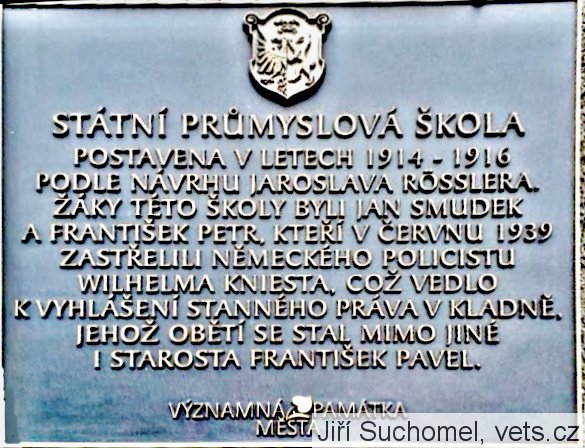 STÁTNÍ PRŮMYSLOVÁ ŠKOLA
POSTAVENA V LETECH 1914 - 1916
PODLE NÁVRHU JAROSLAVA RÖSSLERA.
ŽÁKY TÉTO ŠKOLY BYLI JAN SMUDEK
A FRANTIŠEK PETR, KTEŘÍ V ČERVNU 1939
ZASTŘELILI NĚMECKÉHO POLICISTU
WILHELMA KNIESTA, COŽ VEDLO
K VYHLÁŠENÍ STANNÉHO PRÁVA V KLADNĚ,
JEHOŽ OBĚTÍ SE STAL MIMO JINÉ
I STAROSTA FRANTIŠEK PAVEL.
VÝZNAMNÁ PAMÁTKA
MĚSTA
Jiří Suchomel, vets.cz